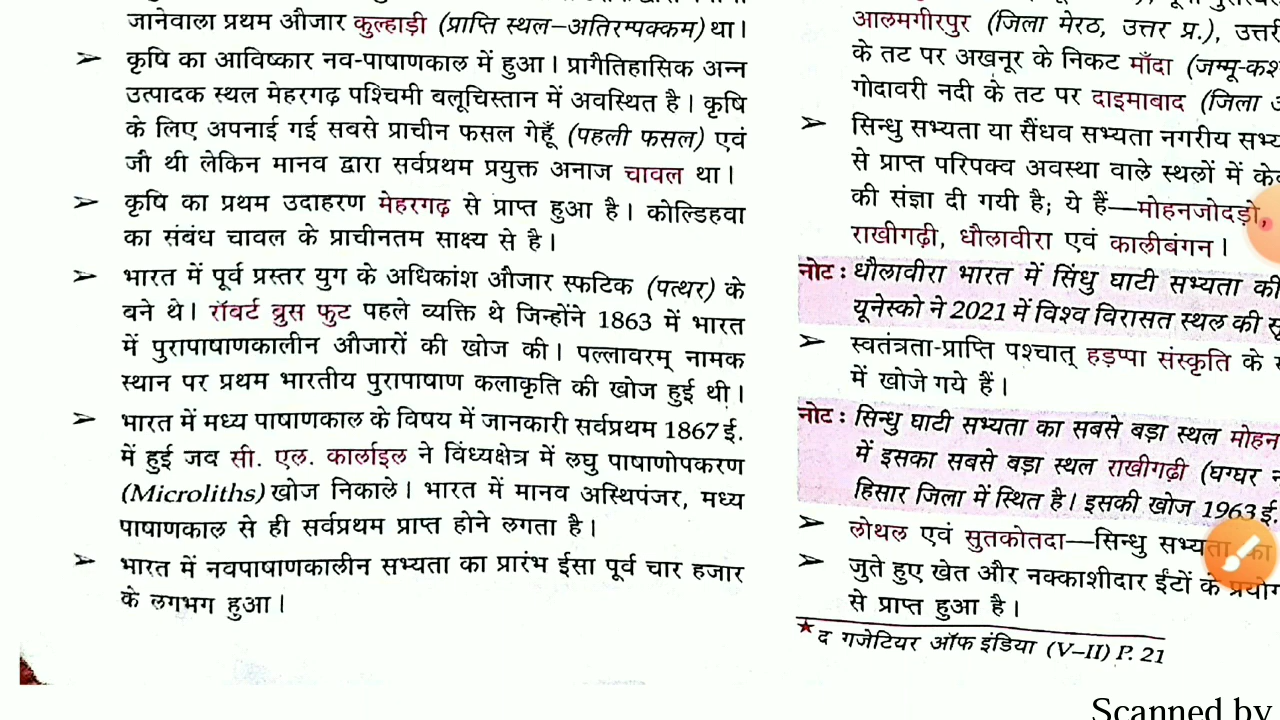 जानेवाला प्रथम औजार कुल्हाड़ी (प्राप्ति स्थल–अतिरम्पक्कम) था।
➢ कृषि का आविष्कार नव-पाषाणकाल में हुआ। प्रागैतिहासिक अन्न
उत्पादक स्थल मेहरगढ़ पश्चिमी बलूचिस्तान में अवस्थित है। कृषि
के लिए अपनाई गई सबसे प्राचीन फसल गेहूँ (पहली फसल) एवं
जौ थी लेकिन मानव द्वारा सर्वप्रथम प्रयुक्त अनाज चावल था।
➢ कृषि का प्रथम उदाहरण मेहरगढ़ से प्राप्त हुआ है। कोल्डिहवा
का संबंध चावल के प्राचीनतम साक्ष्य से है।
➢ भारत में पूर्व प्रस्तर युग के अधिकांश औजार स्फटिक (पत्थर) के
बने थे। रॉबर्ट ब्रुस फुट पहले व्यक्ति थे जिन्होंने 1863 में भारत
में पुरापाषाणकालीन औजारों की खोज की। पल्लावरम् नामक
स्थान पर प्रथम भारतीय पुरापाषाण कलाकृति की खोज हुई थी।
➢ भारत में मध्य पाषाणकाल के विषय में जानकारी सर्वप्रथम 1867 ई.
में हुई जब सी. एल. कार्लाइल ने विंध्यक्षेत्र में लघु पाषाणोपकरण
(Microliths) खोज निकाले। भारत में मानव अस्थिपंजर, मध्य
पाषाणकाल से ही सर्वप्रथम प्राप्त होने लगता है।
➢ भारत में नवपाषाणकालीन सभ्यता का प्रारंभ ईसा पूर्व चार हजार
के लगभग हुआ।
आलमगीरपुर (जिला मेरठ, उत्तर प्र.), उत्तरी
के तट पर अखनूर के निकट माँदा (जम्मू-कश्
गोदावरी नदी के तट पर दाइमाबाद (जिला
➢ सिन्धु सभ्यता या सैंधव सभ्यता नगरीय सभ्य
से प्राप्त परिपक्व अवस्था वाले स्थलों में केव
की संज्ञा दी गयी है; ये हैं—मोहनजोदड़ो,
राखीगढ़ी, धौलावीरा एवं कालीबंगन।
नोट : धौलावीरा भारत में सिंधु घाटी सभ्यता की
यूनेस्को ने 2021 में विश्व विरासत स्थल की सू
➢ स्वतंत्रता-प्राप्ति पश्चात् हड़प्पा संस्कृति के
में खोजे गये हैं।
नोट : सिन्धु घाटी सभ्यता का सबसे बड़ा स्थल मोहन
में इसका सबसे बड़ा स्थल राखीगढ़ी (घग्घर न
हिसार जिला में स्थित है। इसकी खोज 1963 ई.
➢ लोथल एवं सुतकोतदा—सिन्धु सभ्यता का
➢ जुते हुए खेत और नक्काशीदार ईंटों के प्रयोग
से प्राप्त हुआ है।
★ द गजेटियर ऑफ इंडिया (V–II) P. 21
Scanned by